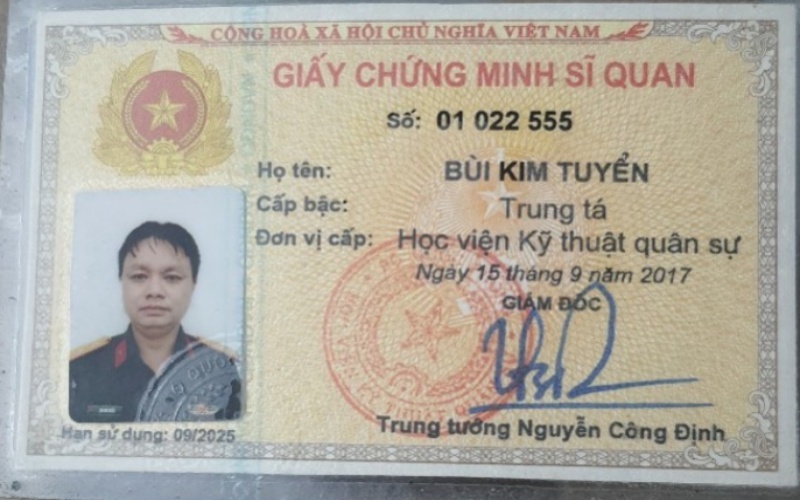 CỘNG HOÀ XÃ HỘI CHỦ NGHĨA VIỆT NAM
GIẤY CHỨNG MINH SĨ QUAN
Số: 01 022 555
Họ tên: BÙI KIM TUYỂN
Cấp bậc: Trung tá
Đơn vị cấp: Học viện Kỹ thuật quân sự
Ngày 15 tháng 9 năm 2017
GIÁM ĐỐC
Trung tướng Nguyễn Công Định
Hạn sử dụng: 09/2025